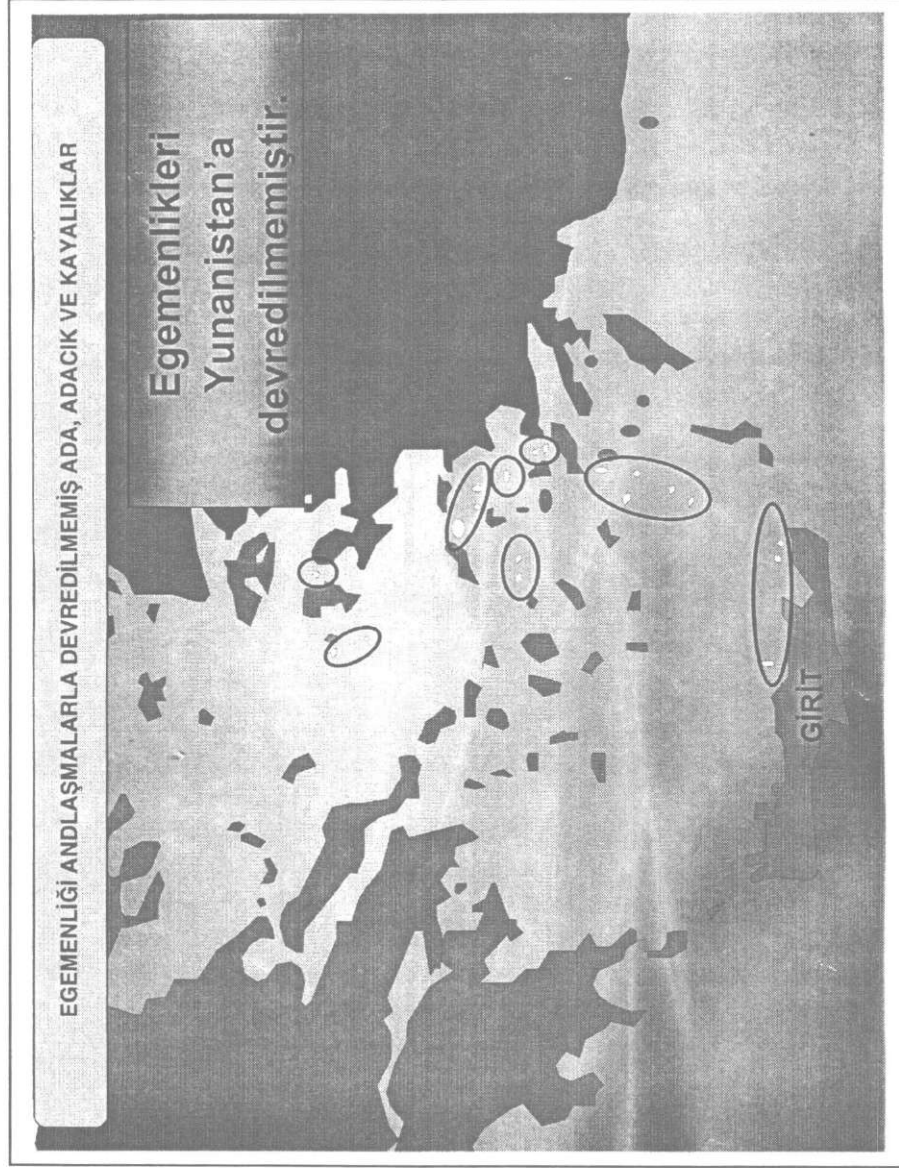 EGEMENLİĞİ ANDLAŞMALARLA DEVREDİLMEMİŞ ADA, ADACIK VE KAYALIKLAR
Egemenlikleri
Yunanistan'a
devredilmemiştir.
GİRİT